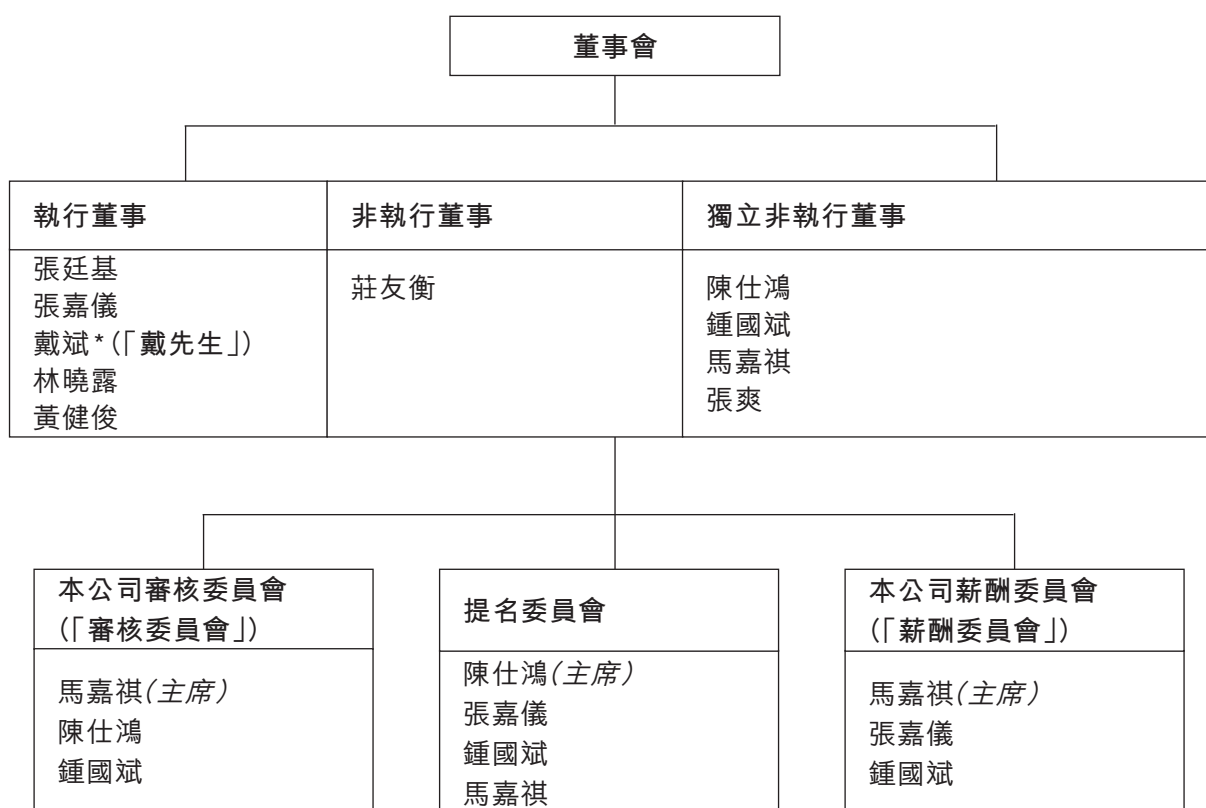 董事會
執行董事
張廷基
張嘉儀
戴斌*(「戴先生」)
林曉露
黃健俊
非執行董事
莊友衡
獨立非執行董事
陳仕鴻
鍾國斌
馬嘉祺
張爽
本公司審核委員會
(「審核委員會」)
馬嘉祺(主席)
陳仕鴻
鍾國斌
提名委員會
陳仕鴻(主席)
張嘉儀
鍾國斌
馬嘉祺
本公司薪酬委員會
(「薪酬委員會」)
馬嘉祺(主席)
張嘉儀
鍾國斌